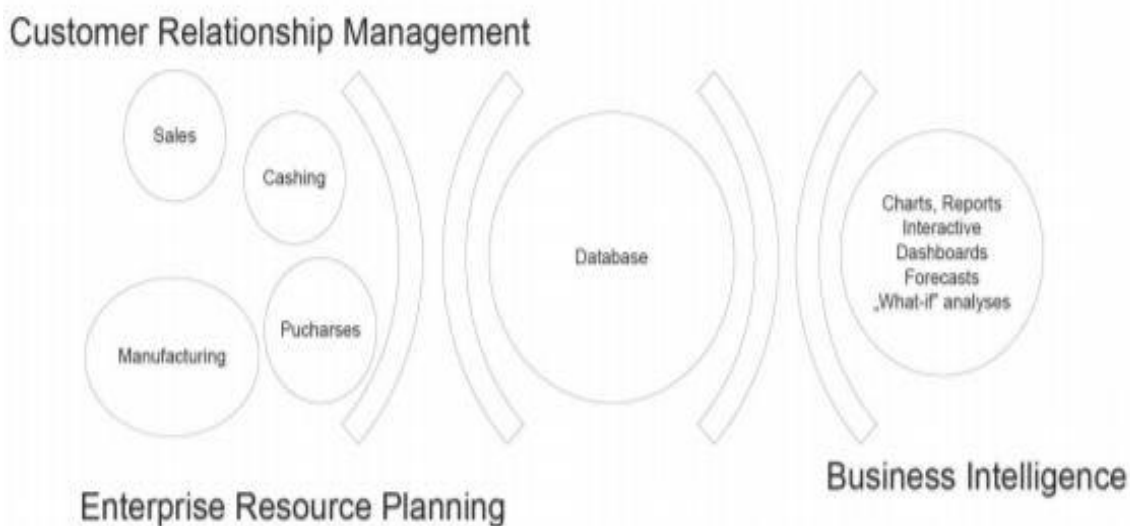 Customer Relationship Management
Sales
Cashing
Manufacturing
Pucharses
Database
Charts, Reports
Interactive
Dashboards
Forecasts
„What-if” analyses
Enterprise Resource Planning
Business Intelligence